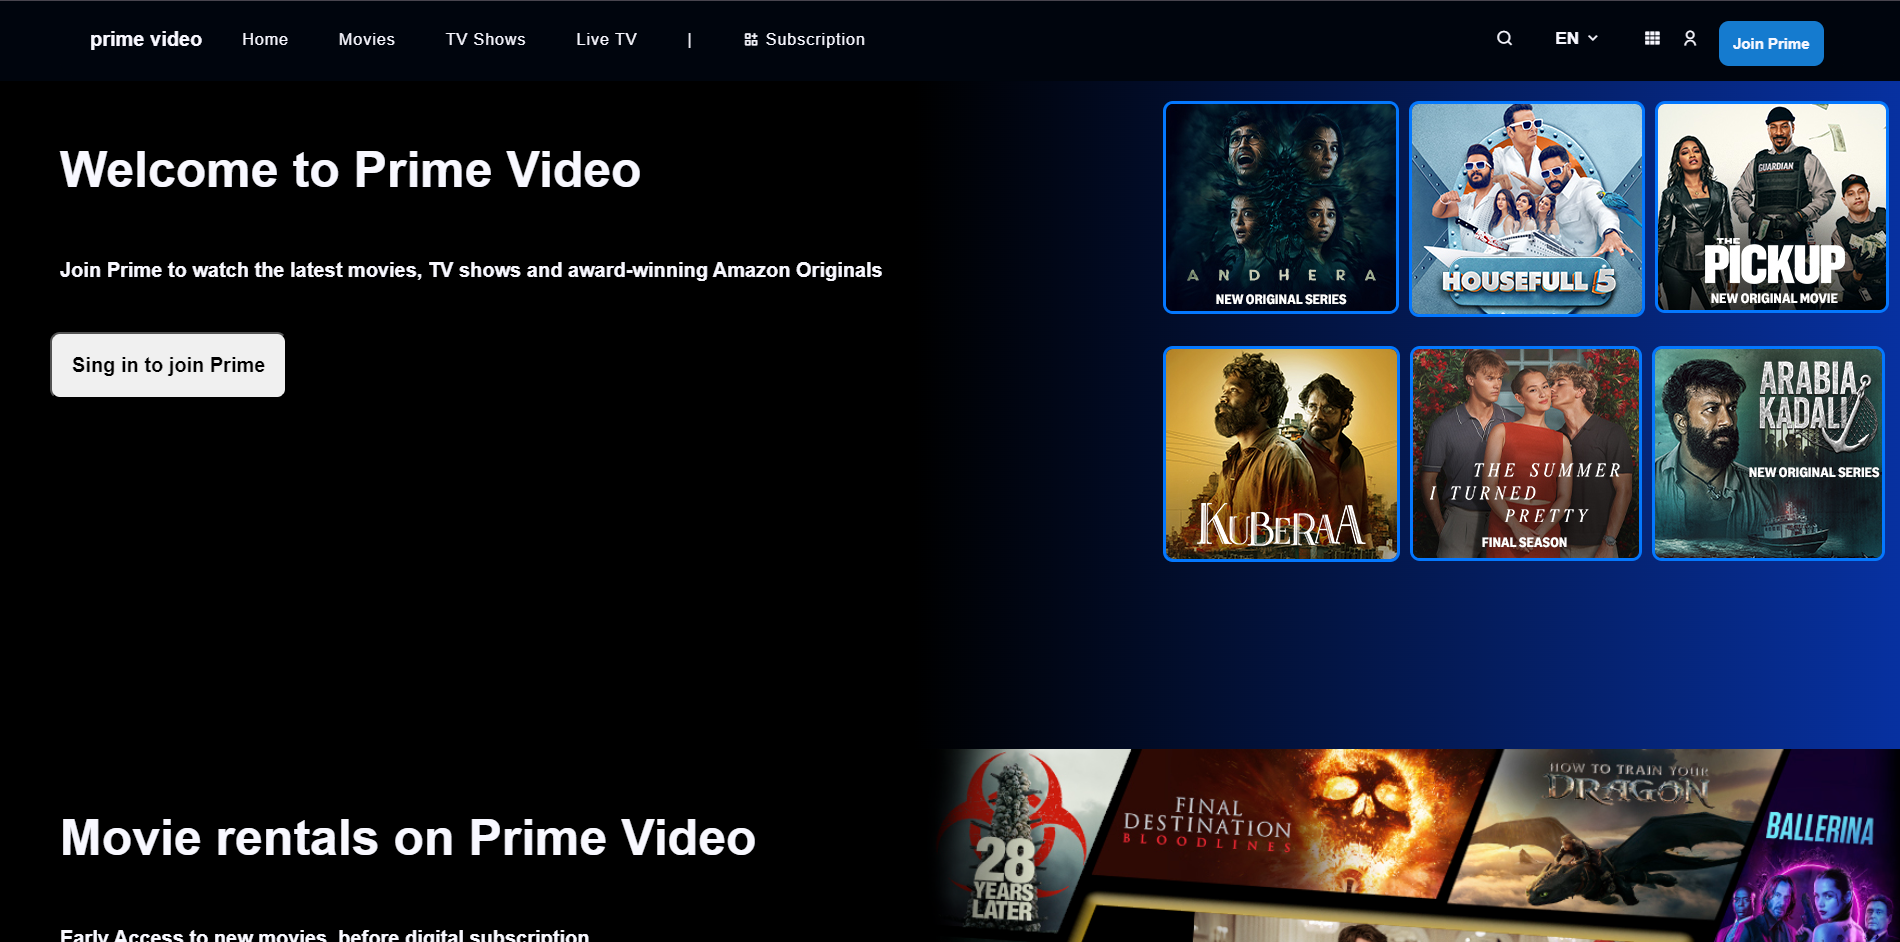 prime video Home Movies TV Shows Live TV | Subscription EN Join Prime
Welcome to Prime Video
Join Prime to watch the latest movies, TV shows and award-winning Amazon Originals
Sing in to join Prime
ANDHERA
NEW ORIGINAL SERIES
HOUSEFULL 5
GUARDIAN
THE
PICKUP
NEW ORIGINAL MOVIE
KUBERAA
THE SUMMER
I TURNED
PRETTY
FINAL SEASON
ARABIA
KADALI
NEW ORIGINAL SERIES
Movie rentals on Prime Video
Early Access to new movies, before digital subscription
28
YEARS
LATER
FINAL
DESTINATION
BLOODLINES
HOW TO TRAIN YOUR
DRAGON
BALLERINA